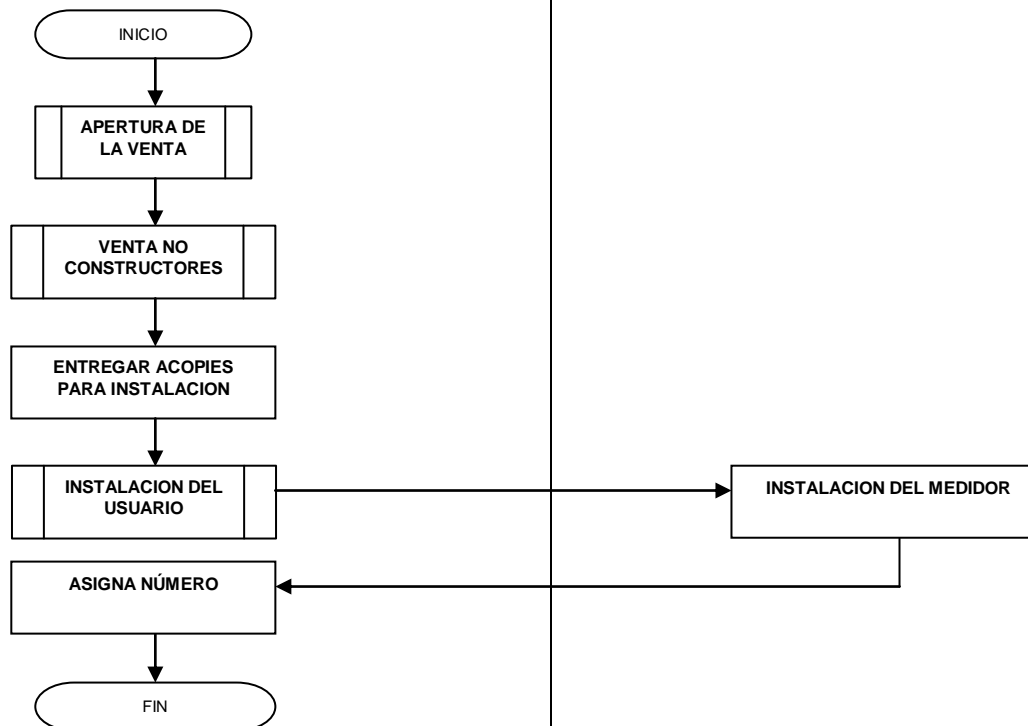 INICIO
APERTURA DE
LA VENTA
VENTA NO
CONSTRUCTORES
ENTREGAR ACOPIES
PARA INSTALACION
INSTALACION DEL
USUARIO
INSTALACION DEL MEDIDOR
ASIGNA NÚMERO
FIN